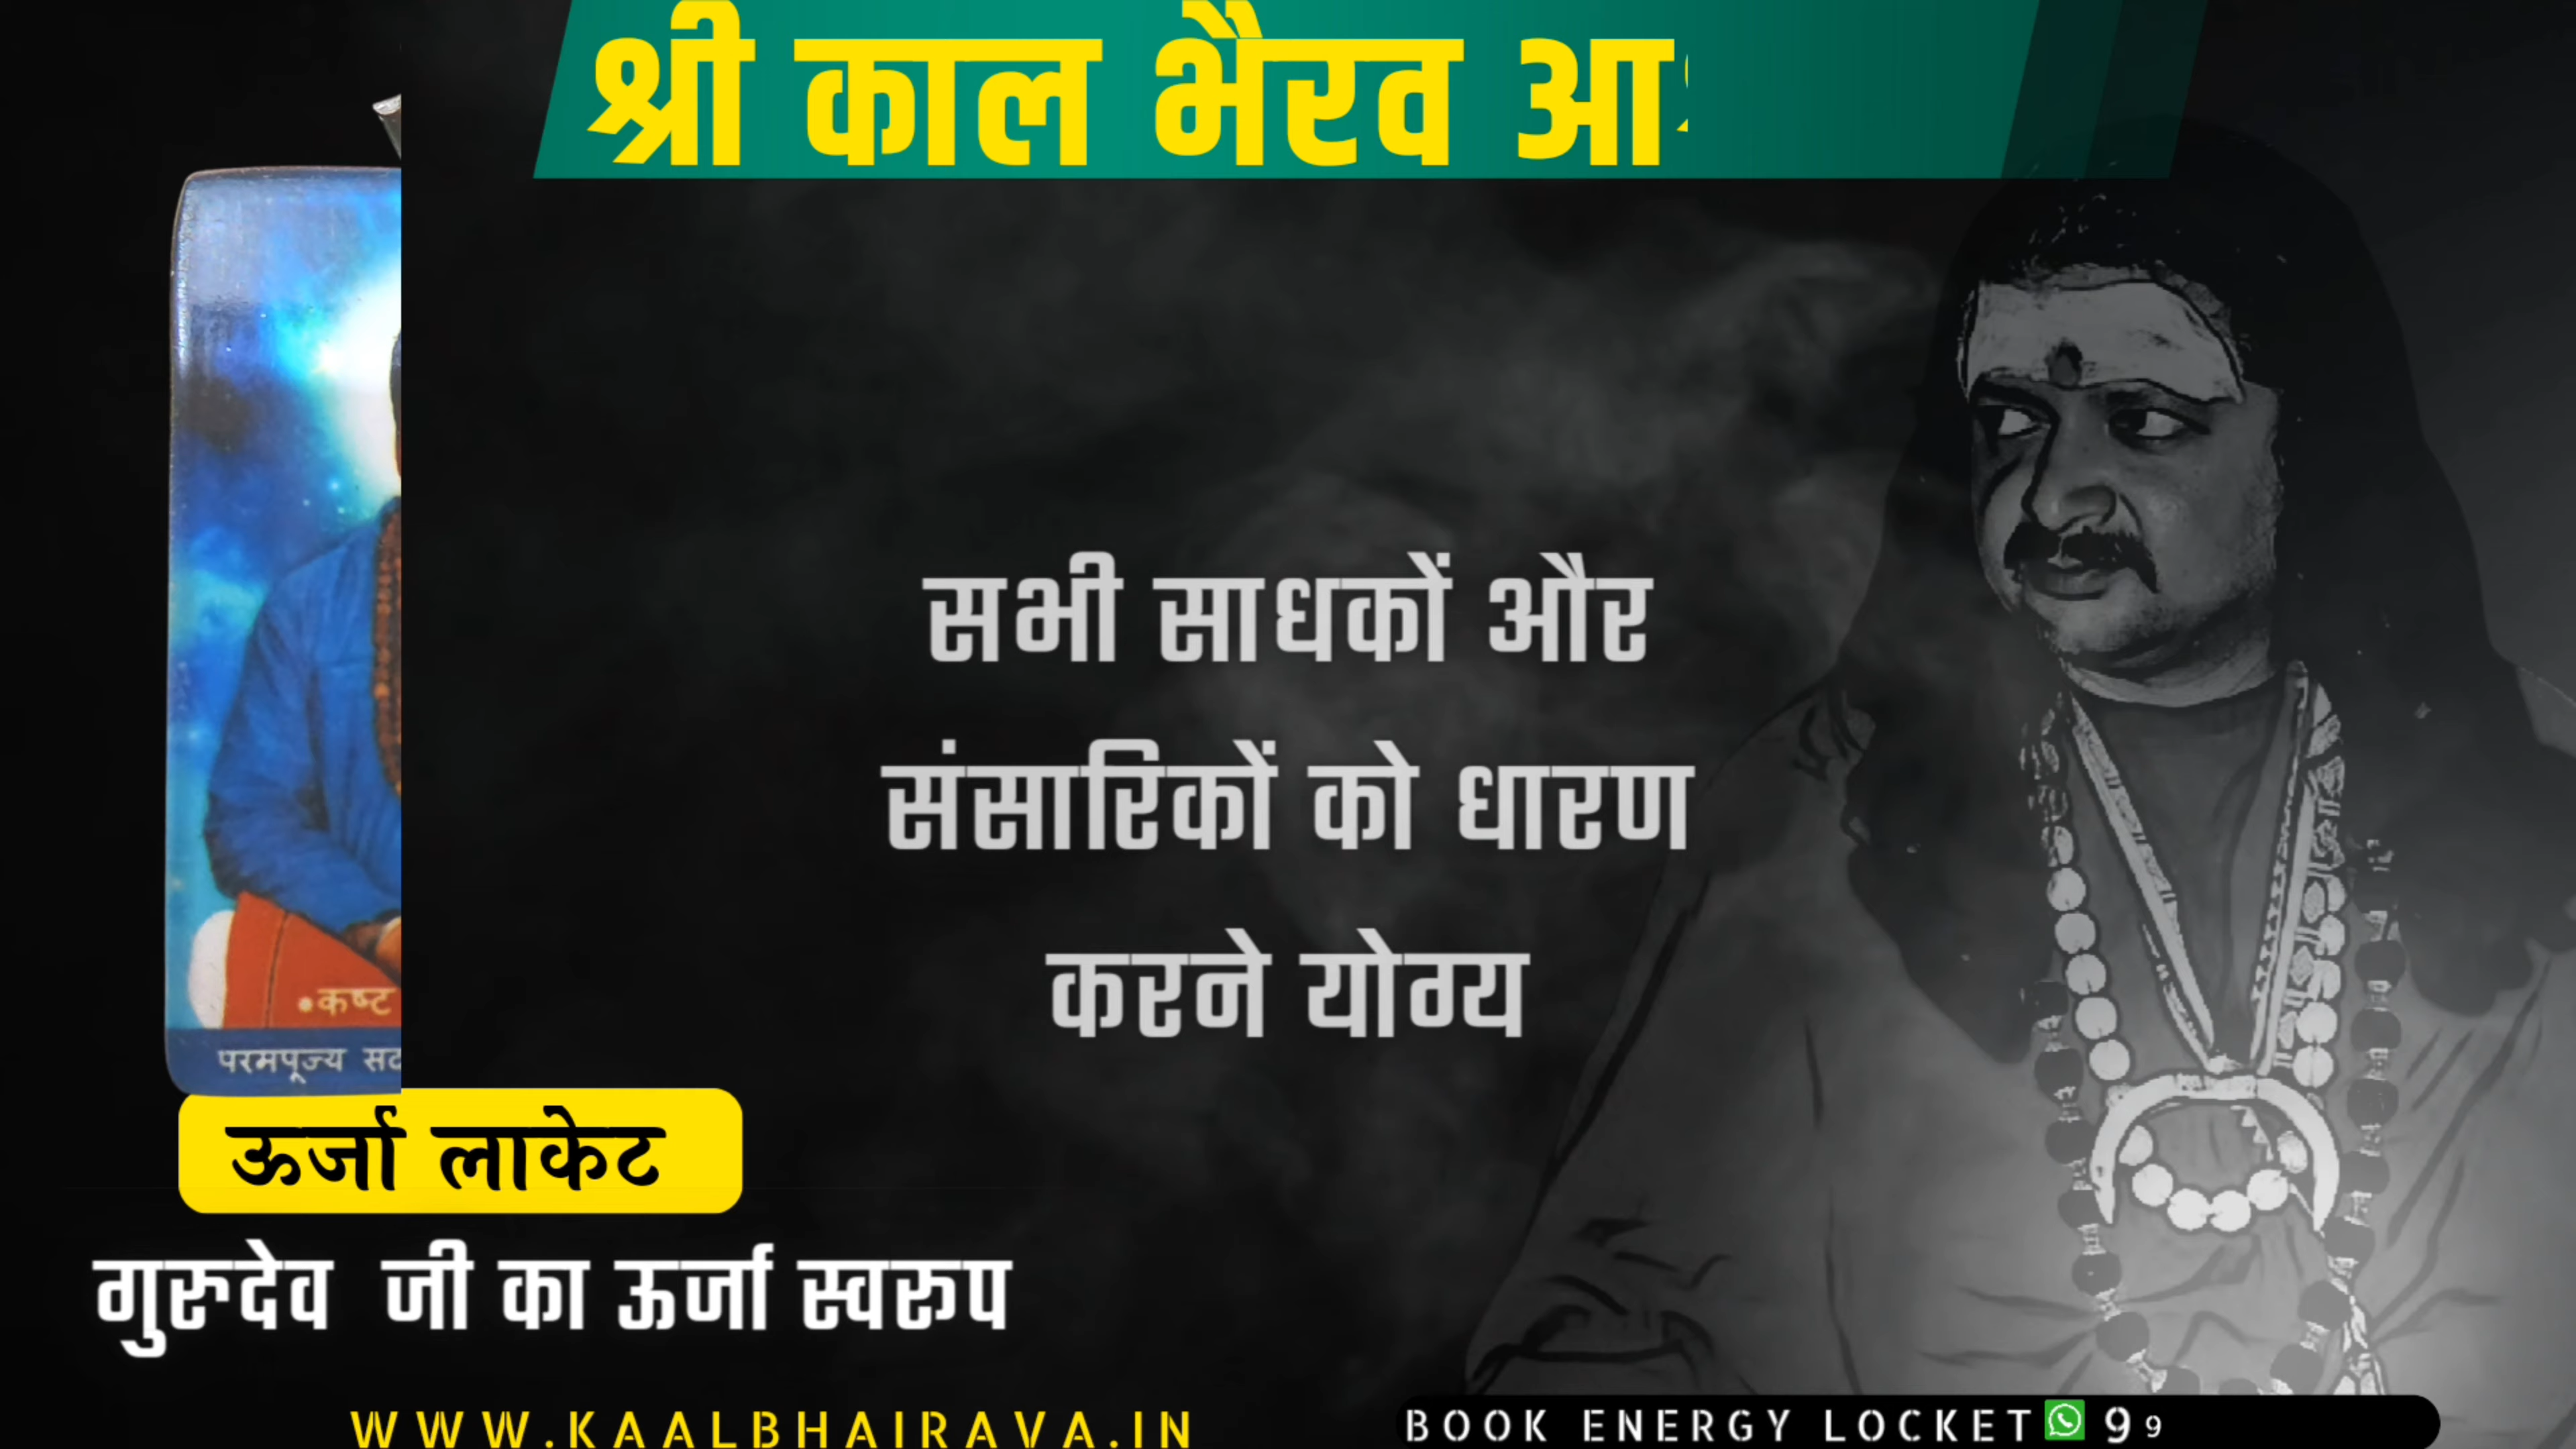 श्री काल भैरव आ
सभी साधकों और
संसारिकों को धारण
करने योग्य
•कष्ट
परमपूज्य
ऊर्जा लाकेट
गुरुदेव जी का ऊर्जा स्वरूप
WWW.KAALBHAIRAVA.IN
BOOK ENERGY LOCKET 99